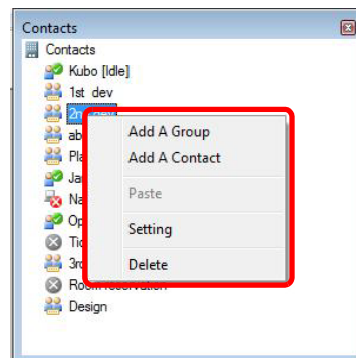 Contacts
Contacts
Kubo [Idle]
1st dev
Add A Group
Add A Contact
Paste
Setting
Delete
3rd
Room reservation
Design